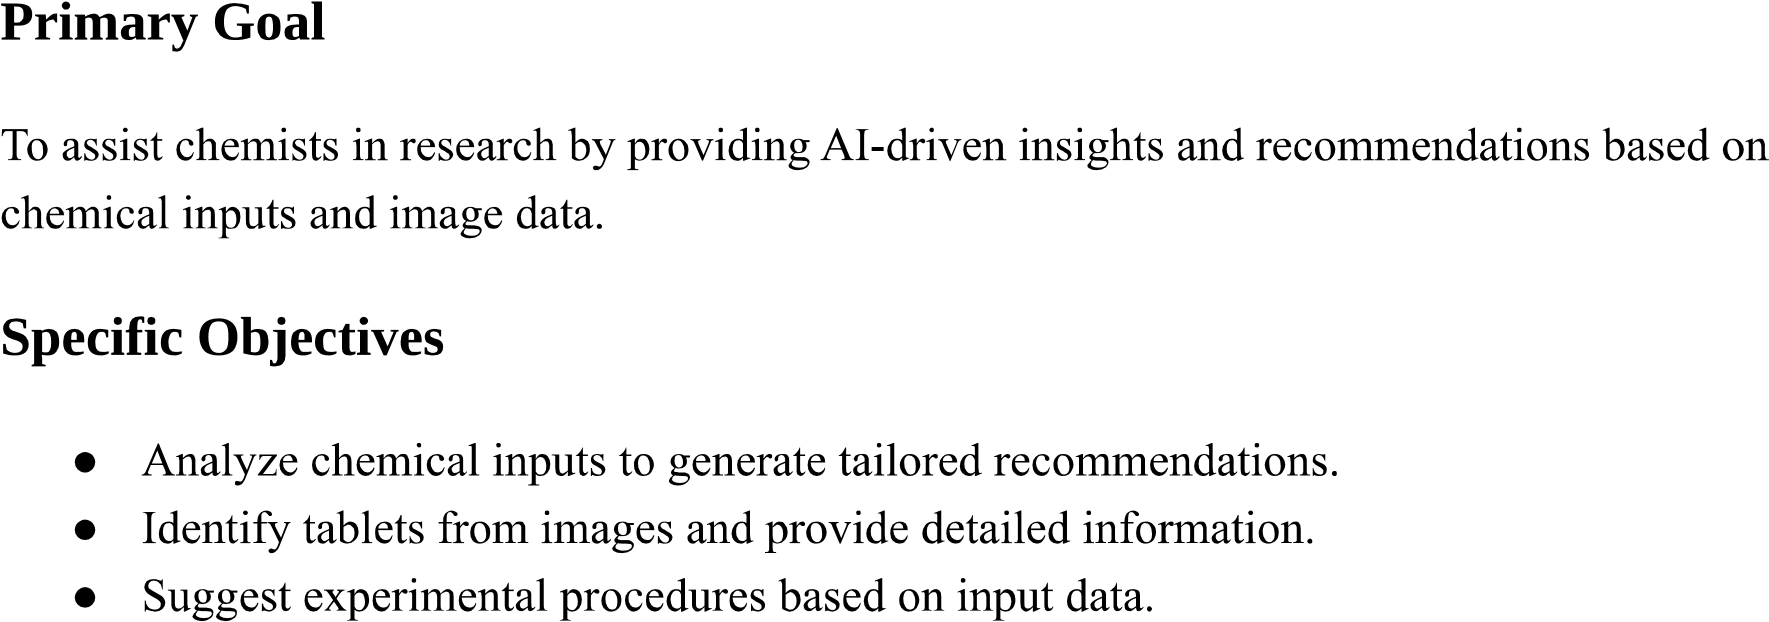 Primary Goal
To assist chemists in research by providing AI-driven insights and recommendations based on
chemical inputs and image data.
Specific Objectives
● Analyze chemical inputs to generate tailored recommendations.
● Identify tablets from images and provide detailed information.
● Suggest experimental procedures based on input data.